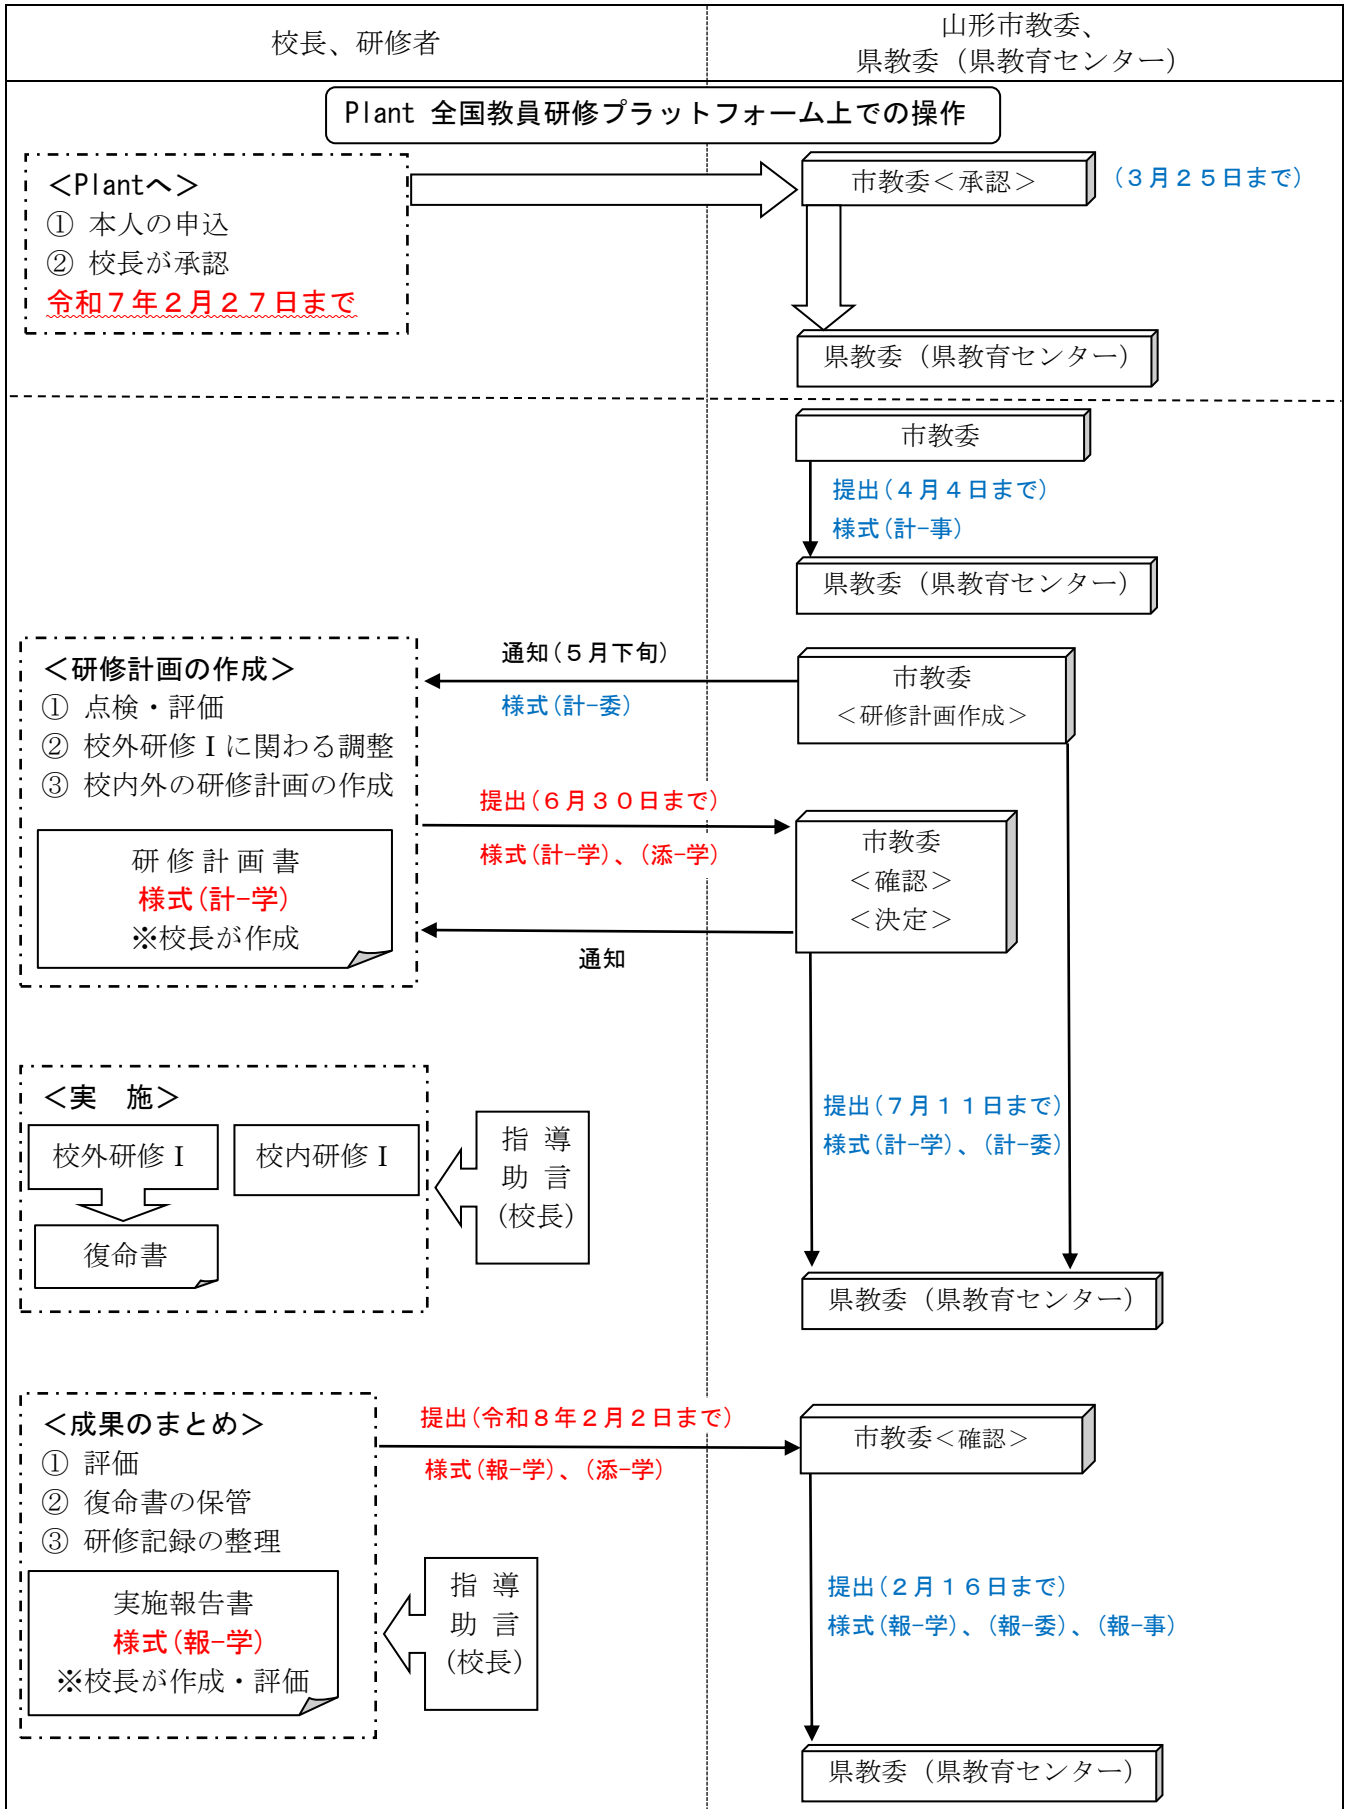 校長、研修者
山形市教委、
県教委（県教育センター）
Plant 全国教員研修プラットフォーム上での操作
＜Plantへ＞
① 本人の申込
② 校長が承認
令和７年２月２７日まで
市教委＜承認＞
（３月２５日まで）
県教委（県教育センター）
市教委
提出(４月４日まで)
様式(計-事)
県教委（県教育センター）
＜研修計画の作成＞
① 点検・評価
② 校外研修Ⅰに関わる調整
③ 校内外の研修計画の作成
研修計画書
様式(計-学)
※校長が作成
通知(５月下旬)
様式(計-委)
市教委
＜研修計画作成＞
提出(６月３０日まで)
様式(計-学)、(添-学)
市教委
＜確認＞
＜決定＞
通知
＜実　施＞
校外研修Ⅰ
校内研修Ⅰ
復命書
指 導
助 言
(校長)
提出(７月１１日まで)
様式(計-学)、(計-委)
県教委（県教育センター）
＜成果のまとめ＞
① 評価
② 復命書の保管
③ 研修記録の整理
実施報告書
様式(報-学)
※校長が作成・評価
提出(令和８年２月２日まで)
様式(報-学)、(添-学)
市教委＜確認＞
指 導
助 言
(校長)
提出(２月１６日まで)
様式(報-学)、(報-委)、(報-事)
県教委（県教育センター）